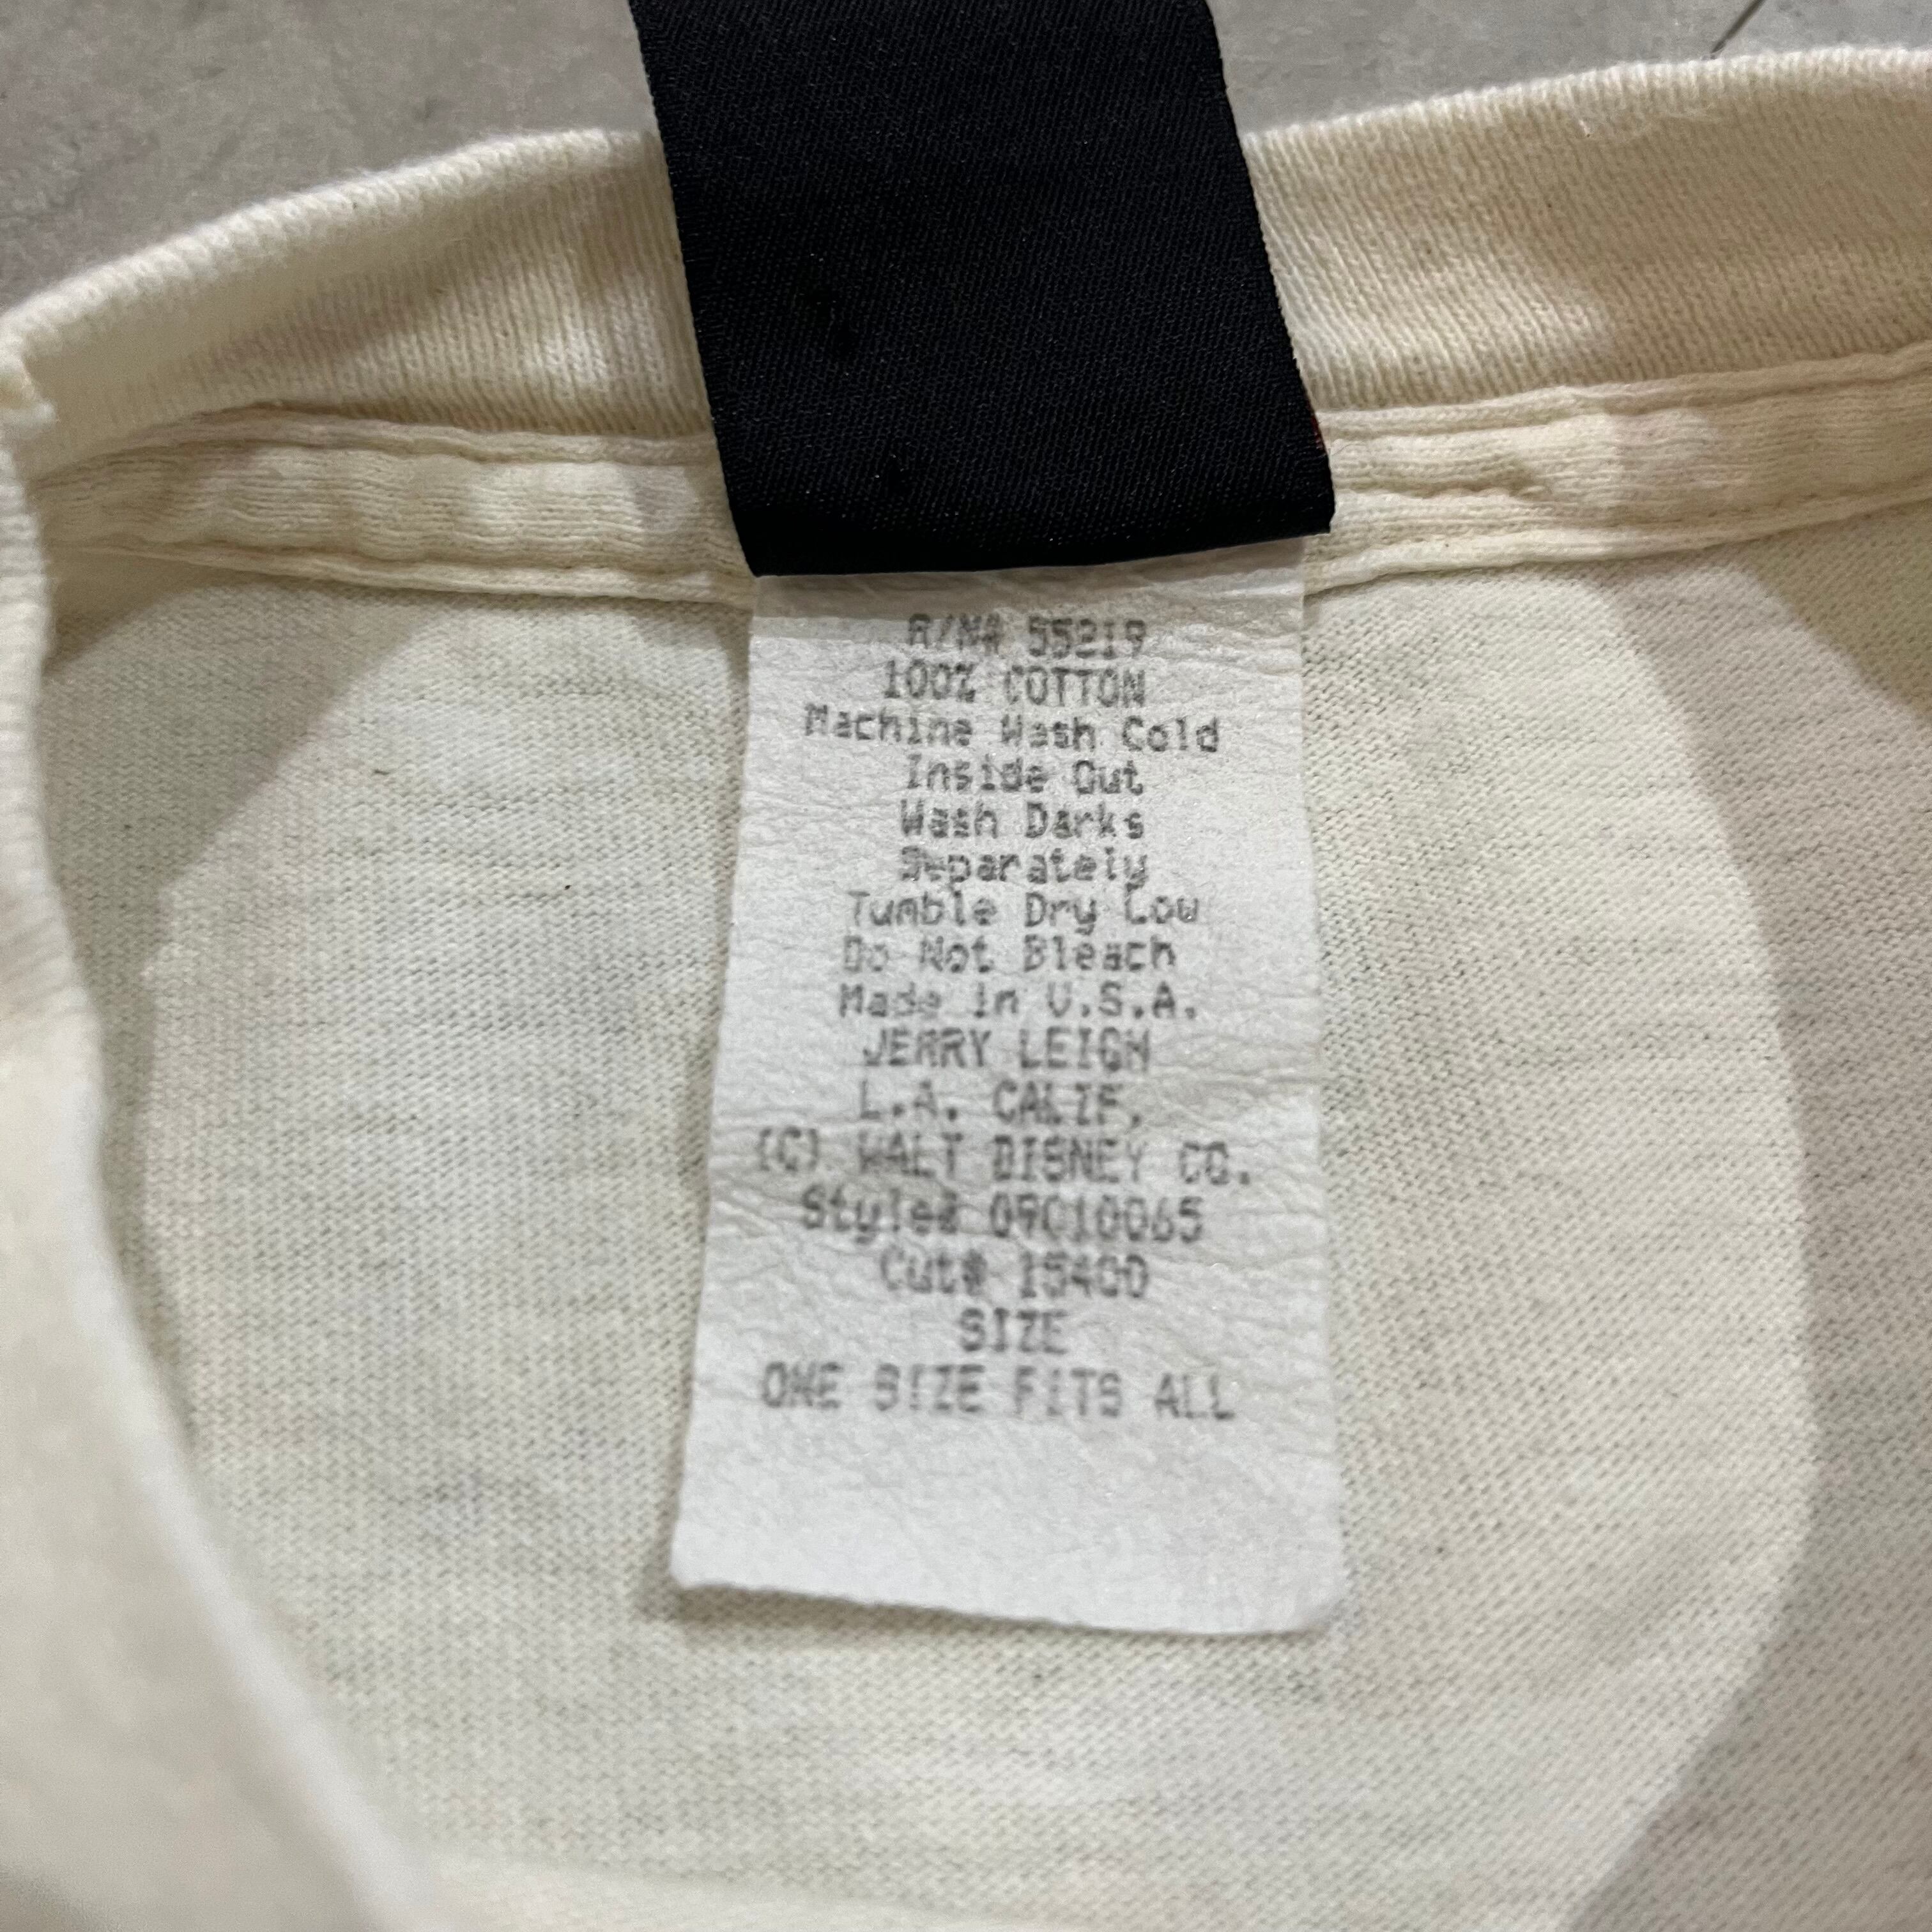 R/N# 55219
100% COTTON
Machine Wash Cold
Inside Out
Wash Darks
Separately
Tumble Dry Low
Do Not Bleach
Made in U.S.A.
JERRY LEIGH
L.A. CALIF.
(C) WALT DISNEY CO.
Style# 09010065
Cut# 15400
SIZE
ONE SIZE FITS ALL